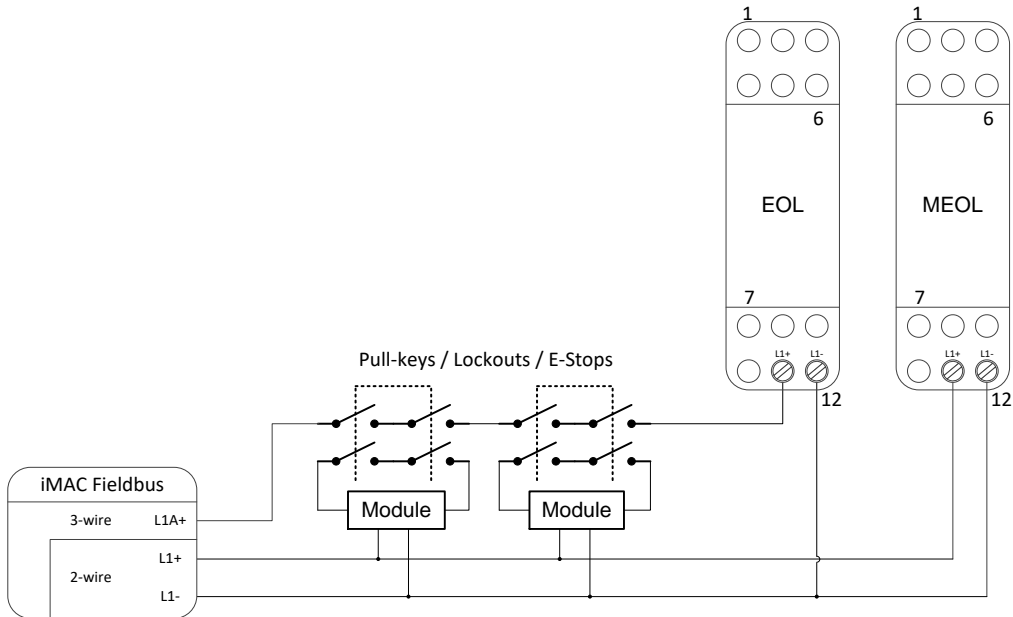 1
1
6
6
EOL
MEOL
7
7
L1+ L1-
L1+ L1-
12
12
Pull-keys / Lockouts / E-Stops
iMAC Fieldbus
Module
Module
3-wire L1A+
L1+
2-wire
L1-